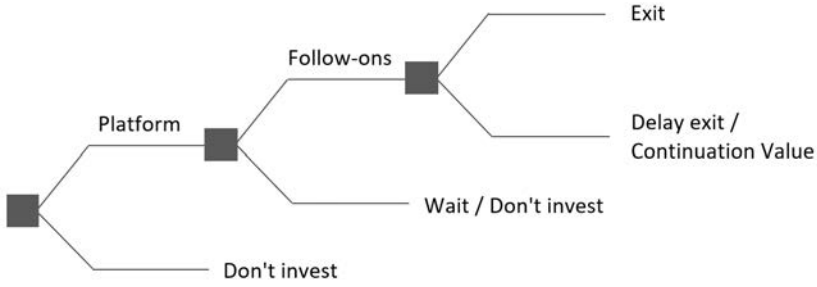 Exit
Follow-ons
Platform
Delay exit /
Continuation Value
Wait / Don't invest
Don't invest